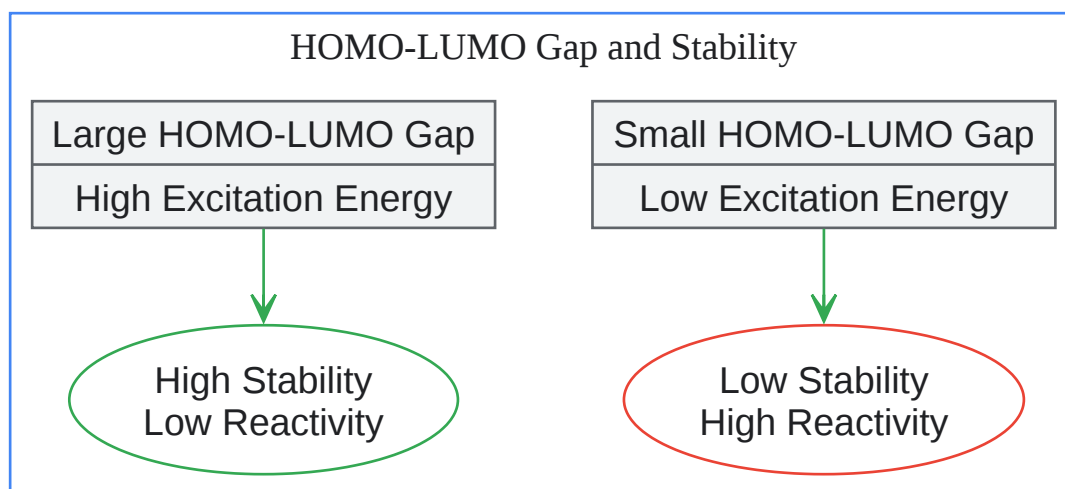 HOMO-LUMO Gap and Stability
Large HOMO-LUMO Gap
High Excitation Energy
High Stability
Low Reactivity
Small HOMO-LUMO Gap
Low Excitation Energy
Low Stability
High Reactivity